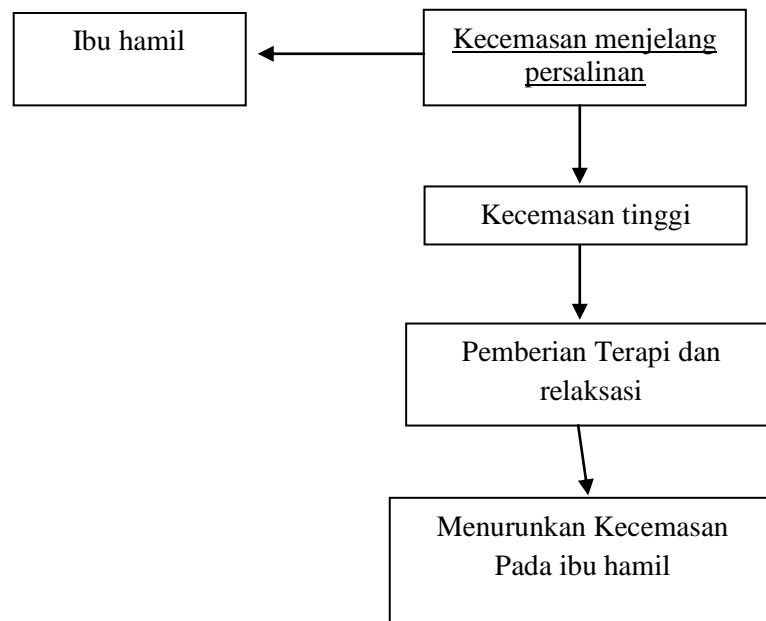 Ibu hamil
Kecemasan menjelang
persalinan
Kecemasan tinggi
Pemberian Terapi dan
relaksasi
Menurunkan Kecemasan
Pada ibu hamil